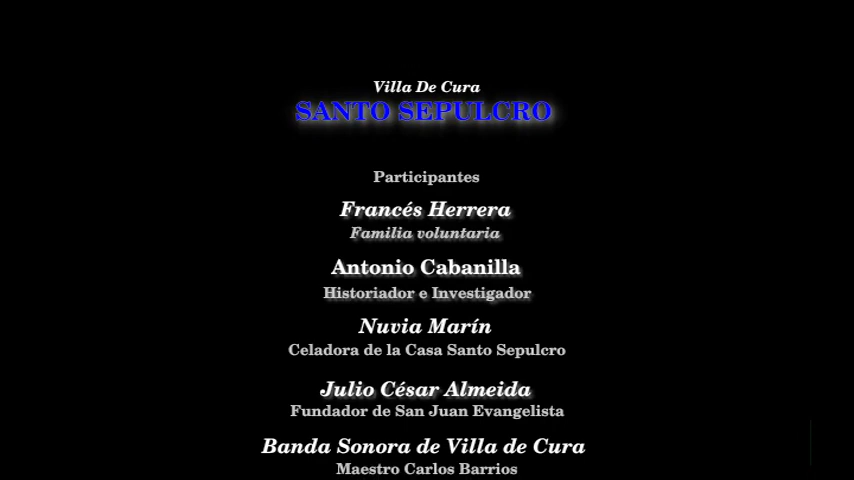 Villa De Cura
SANTO SEPULCRO
Participantes
Francés Herrera
Familia voluntaria
Antonio Cabanilla
Historiador e Investigador
Nuvia Marín
Celadora de la Casa Santo Sepulcro
Julio César Almeida
Fundador de San Juan Evangelista
Banda Sonora de Villa de Cura
Maestro Carlos Barrios